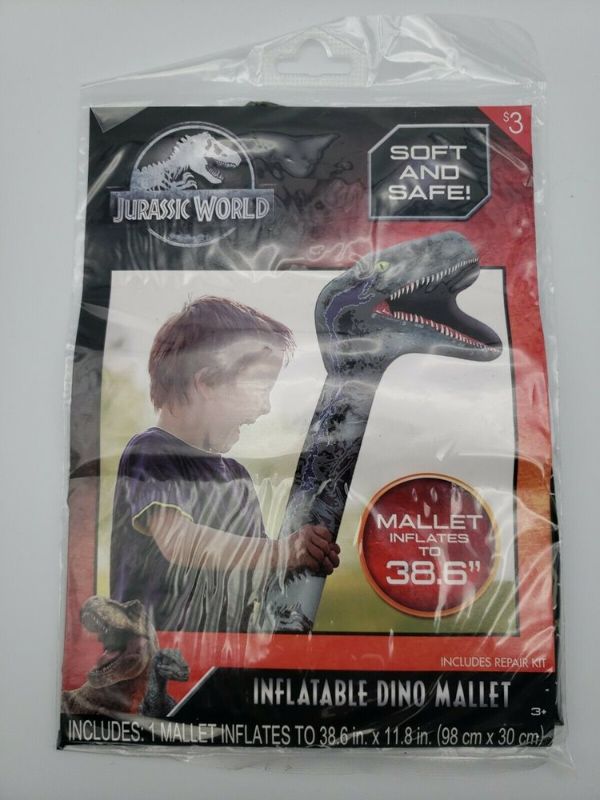 $3
SOFT
AND
SAFE!
JURASSIC WORLD
MALLET
INFLATES
TO
38.6”
INCLUDES REPAIR KIT
INFLATABLE DINO MALLET
3+
INCLUDES: 1 MALLET INFLATES TO 38.6 in. x 11.8 in. (98 cm x 30 cm)